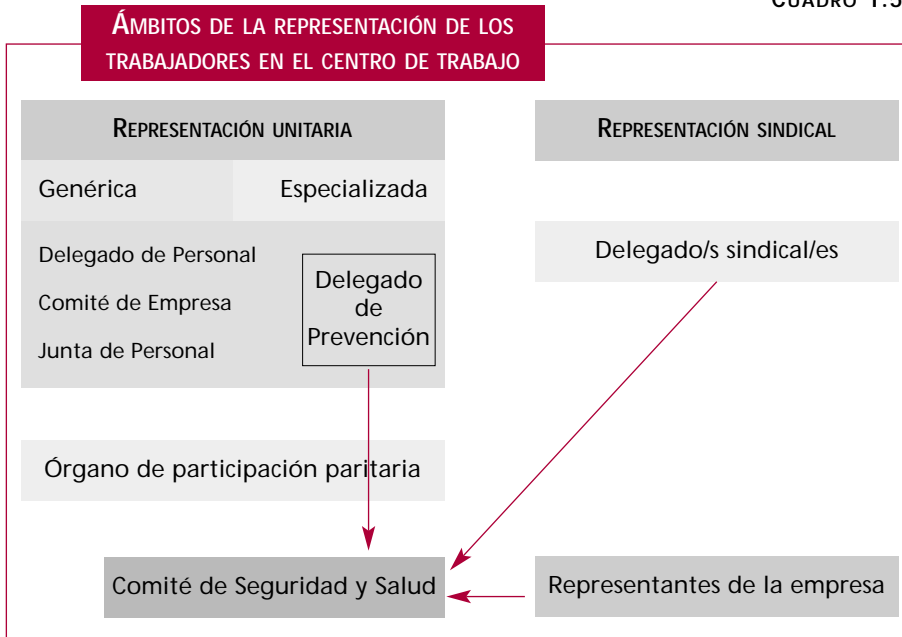 CUADRO 1.5
ÁMBITOS DE LA REPRESENTACIÓN DE LOS
TRABAJADORES EN EL CENTRO DE TRABAJO
REPRESENTACIÓN UNITARIA
REPRESENTACIÓN SINDICAL
Genérica
Especializada
Delegado de Personal
Comité de Empresa
Junta de Personal
Delegado
de
Prevención
Delegado/s sindical/es
Órgano de participación paritaria
Comité de Seguridad y Salud
Representantes de la empresa